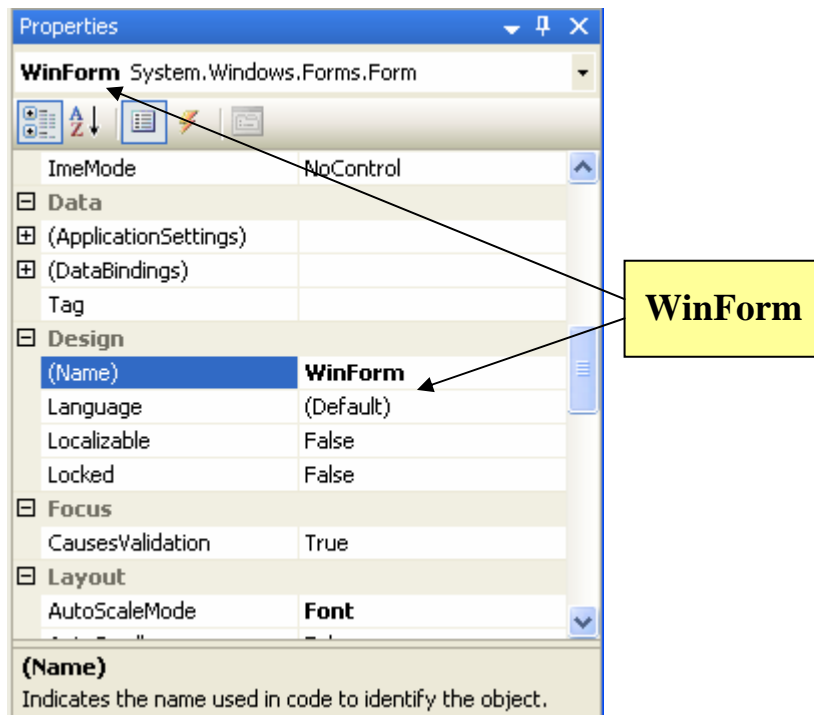 Properties
WinForm System.Windows.Forms.Form
ImeMode NoControl
Data
(ApplicationSettings)
(DataBindings)
Tag
WinForm
Design
(Name) WinForm
Language (Default)
Localizable False
Locked False
Focus
CausesValidation True
Layout
AutoScaleMode Font
(Name)
Indicates the name used in code to identify the object.